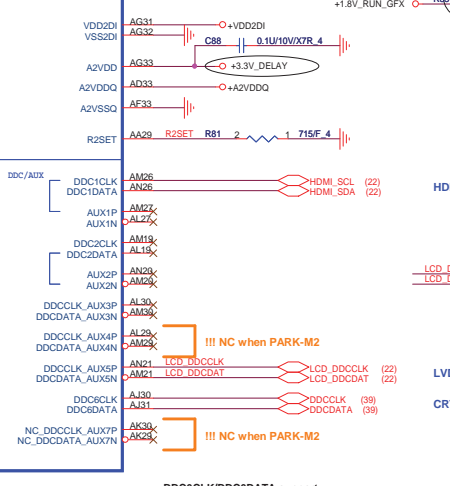 +1.8V_RUN_GFX
VDD2DI AG31 +VDD2DI
VSS2DI AG32
C88 0.1U/10V/X7R_4
A2VDD AG33 +3.3V_DELAY
A2VDDQ AD33 +A2VDDQ
A2VSSQ AF33
R2SET AA29 R2SET R81 2 1 715/F_4
DDC/AUX
DDC1CLK AM26 HDMI_SCL (22)
DDC1DATA AN26 HDMI_SDA (22)
AUX1P AM27
AUX1N AL27
DDC2CLK AM19
DDC2DATA AL19
AUX2P AN20
AUX2N AM20
DDCCLK_AUX3P AL30
DDCDATA_AUX3N AM30
DDCCLK_AUX4P AL29
DDCDATA_AUX4N AM29
!!! NC when PARK-M2
DDCCLK_AUX5P AN21 LCD_DDCCLK LCD_DDCCLK (22)
DDCDATA_AUX5N AM21 LCD_DDCDAT LCD_DDCDAT (22)
DDC6CLK AJ30 DDCCLK (39)
DDC6DATA AJ31 DDCDATA (39)
NC_DDCCLK_AUX7P AK30
NC_DDCDATA_AUX7N AK29
!!! NC when PARK-M2